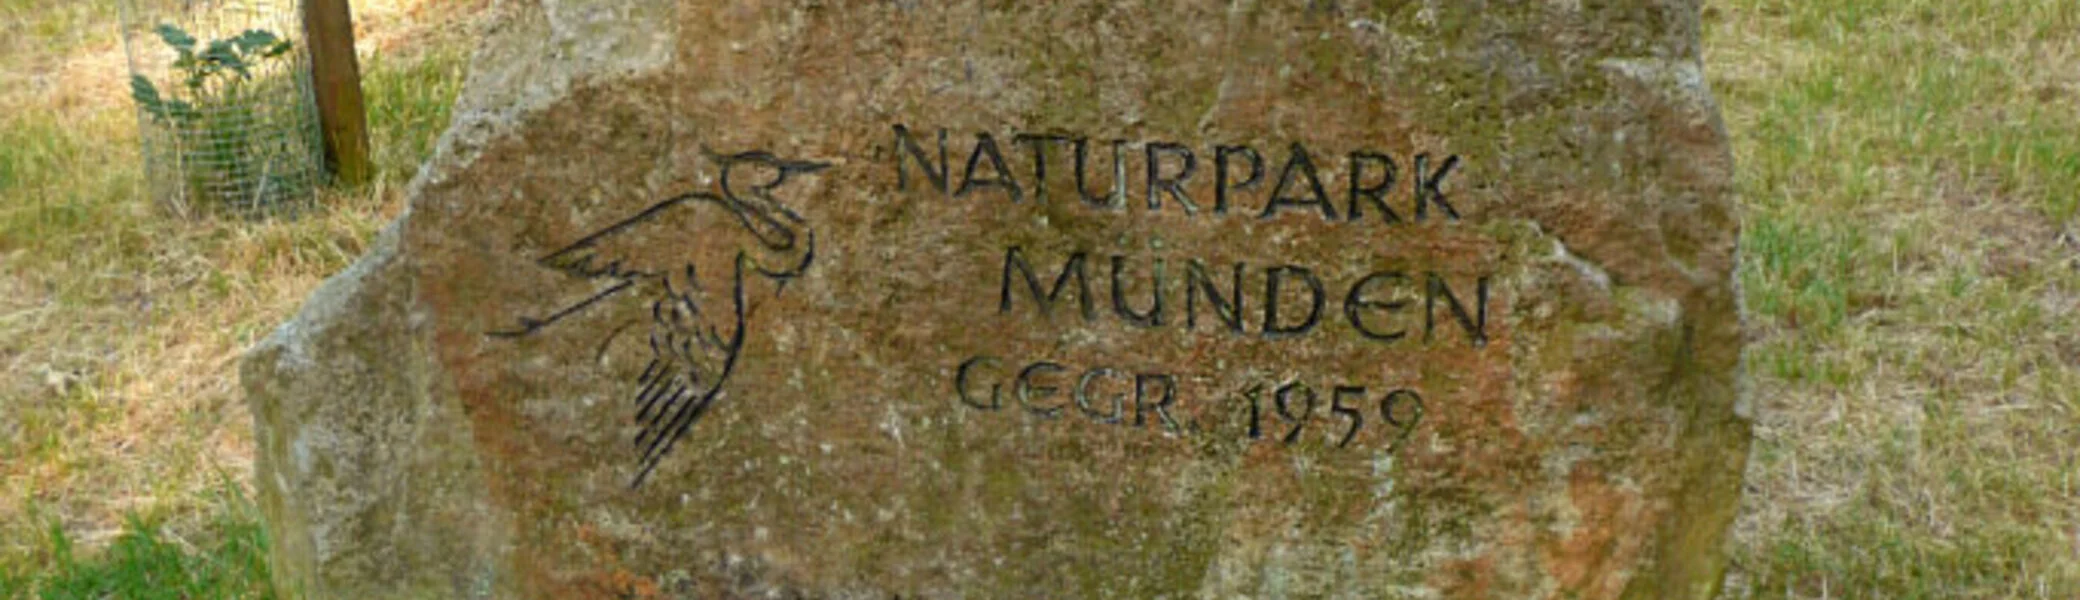 NATURPARK
MÜNDEN
GEGR. 1959